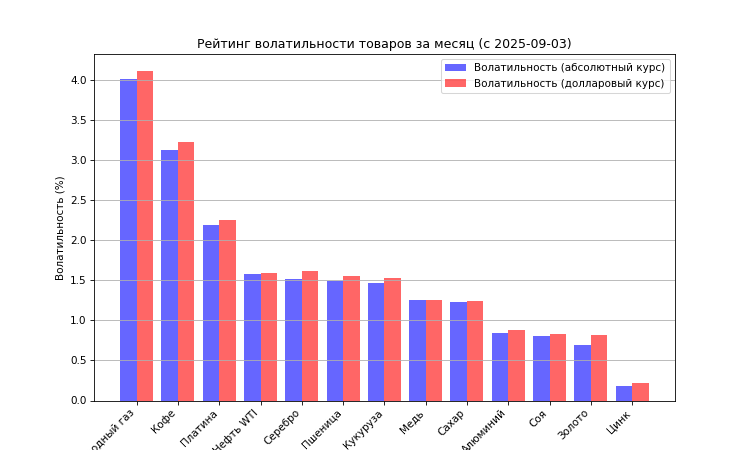 Рейтинг волатильности товаров за месяц (с 2025-09-03)
Волатильность (абсолютный курс)
Волатильность (долларовый курс)
Волатильность (%)
4.0
3.5
3.0
2.5
2.0
1.5
1.0
0.5
0.0
одный газ
Кофе
Платина
Нефть WTI
Серебро
Пшеница
Кукуруза
Медь
Сахар
Алюминий
Соя
Золото
Цинк